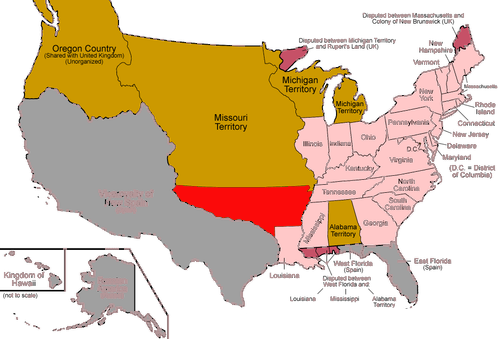 Disputed between Massachusetts and
Colony of New Brunswick (UK)
Disputed between Michigan Territory
and Rupert's Land (UK)
Oregon Country
(Shared with United Kingdom)
(Unorganized)
New
Hampshire
Vermont
Michigan
Territory
Massachusetts
New
York
Michigan
Territory
Rhode
Island
Missouri
Territory
Connecticut
Pennsylvania
New Jersey
Ohio
Illinois
Indiana
Delaware
D.C.
Maryland
Virginia
(D.C. = District
of Columbia)
Kentucky
North
Carolina
Tennessee
South
Carolina
Mississippi
Alabama
Territory
Georgia
Kingdom of
Hawaii
(not to scale)
Louisiana
West Florida
(Spain)
East Florida
(Spain)
Disputed between
West Florida and:
Louisiana
Mississippi
Alabama
Territory